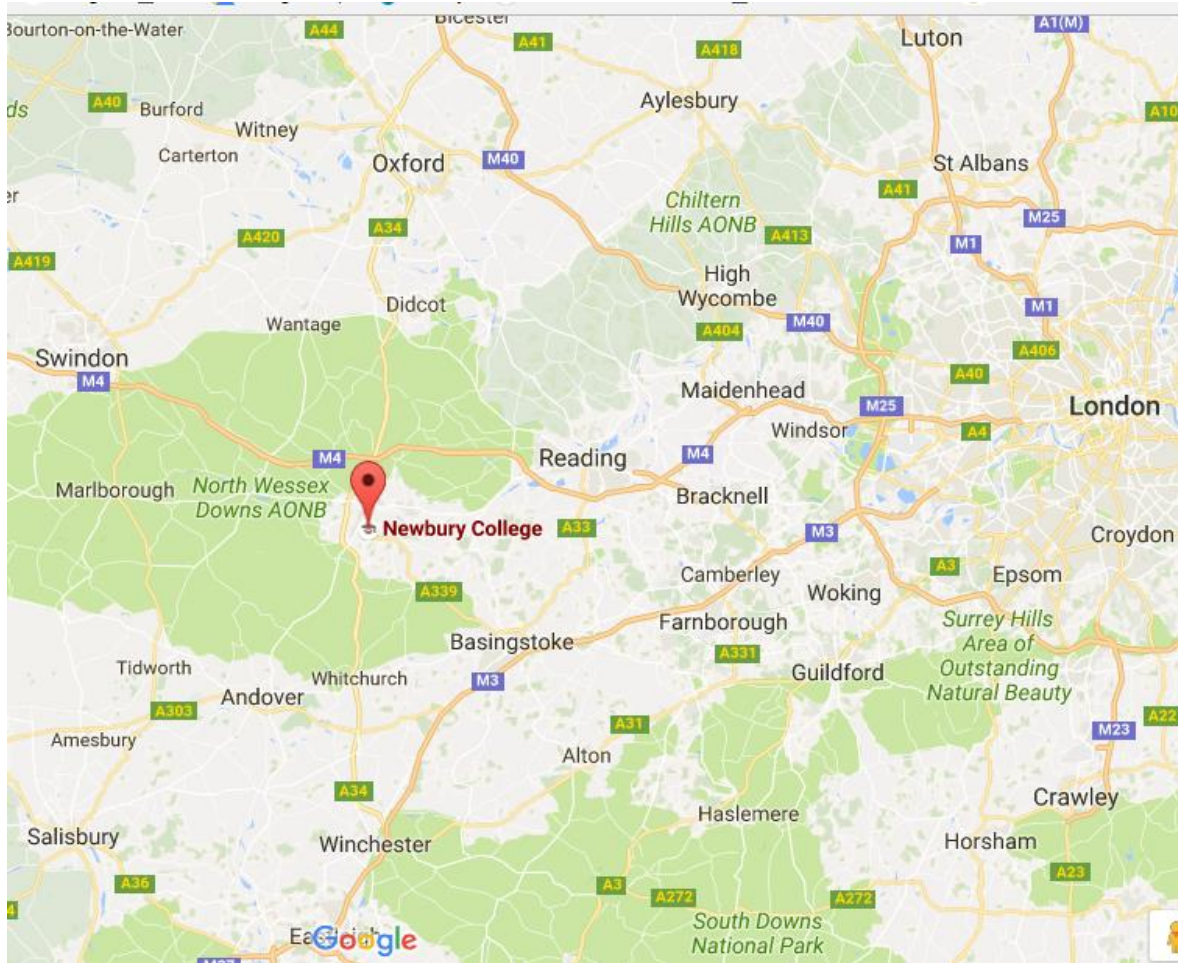 Bourton-on-the-Water
A44
Bicester
A41
A418
Luton
A1(M)
ds
A40
Burford
Witney
Aylesbury
A10
Carterton
Oxford
M40
St Albans
er
A34
Chiltern
Hills AONB
A41
M25
A420
A413
M1
A419
Didcot
High
Wycombe
M1
Wantage
A404
M40
A406
Swindon
M4
Maidenhead
A40
M25
London
Windsor
A4
M4
Reading
M4
Marlborough
North Wessex
Downs AONB
Bracknell
Newbury College
A33
M3
Croydon
A339
Camberley
Woking
A3
Epsom
Basingstoke
Farnborough
Surrey Hills
Area of
Outstanding
Natural Beauty
Tidworth
Whitchurch
A331
Guildford
Andover
M3
A303
A31
A22
Amesbury
Alton
M23
A34
Crawley
Salisbury
Winchester
Haslemere
Horsham
A36
A3
A272
A272
A23
4
South Downs
National Park
Google
M27